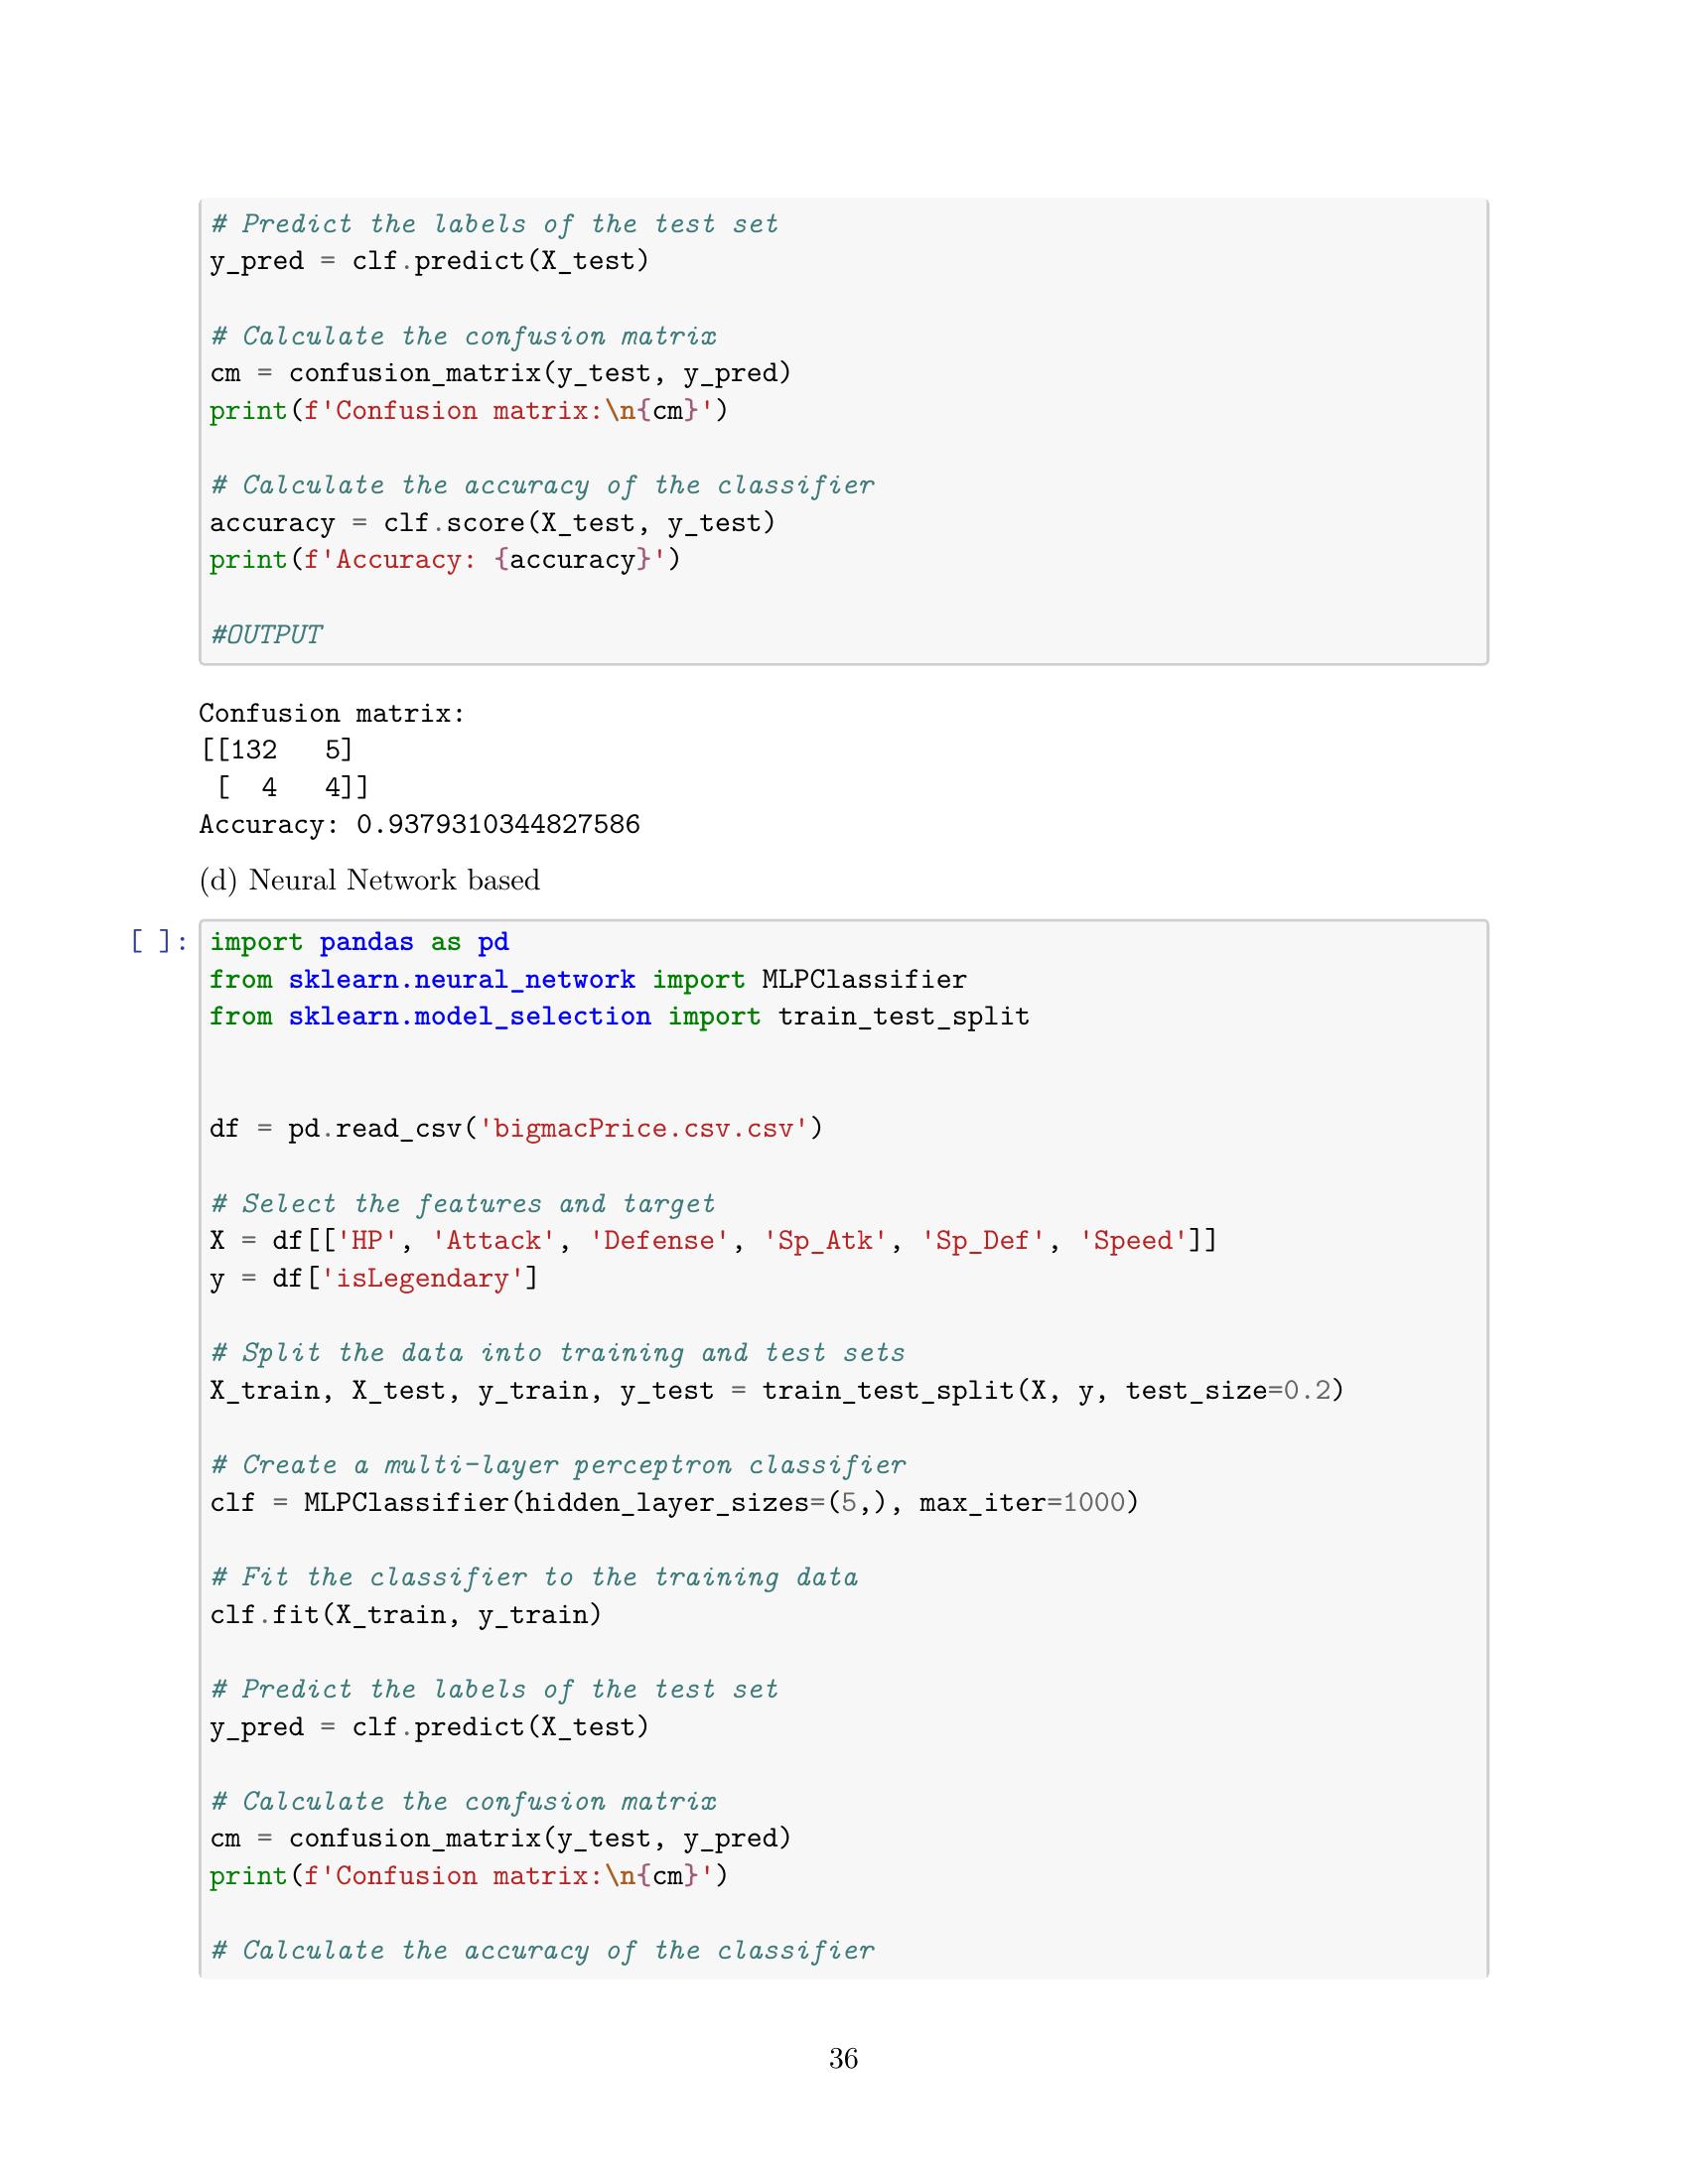 # Predict the labels of the test set
y_pred = clf.predict(X_test)
# Calculate the confusion matrix
cm = confusion_matrix(y_test, y_pred)
print(f'Confusion matrix:\n{cm}')
# Calculate the accuracy of the classifier
accuracy = clf.score(X_test, y_test)
print(f'Accuracy: {accuracy}')
#OUTPUT
Confusion matrix:
[[132   5]
 [  4   4]]
Accuracy: 0.9379310344827586
(d) Neural Network based
[ ]: import pandas as pd
from sklearn.neural_network import MLPClassifier
from sklearn.model_selection import train_test_split
df = pd.read_csv('bigmacPrice.csv.csv')
# Select the features and target
X = df[['HP', 'Attack', 'Defense', 'Sp_Atk', 'Sp_Def', 'Speed']]
y = df['isLegendary']
# Split the data into training and test sets
X_train, X_test, y_train, y_test = train_test_split(X, y, test_size=0.2)
# Create a multi-layer perceptron classifier
clf = MLPClassifier(hidden_layer_sizes=(5,), max_iter=1000)
# Fit the classifier to the training data
clf.fit(X_train, y_train)
# Predict the labels of the test set
y_pred = clf.predict(X_test)
# Calculate the confusion matrix
cm = confusion_matrix(y_test, y_pred)
print(f'Confusion matrix:\n{cm}')
# Calculate the accuracy of the classifier
36